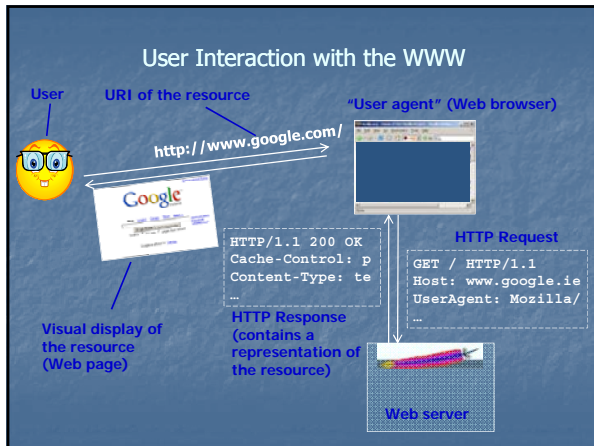 User Interaction with the WWW
User
URI of the resource
"User agent" (Web browser)
http://www.google.com/
Google
HTTP/1.1 200 OK
Cache-Control: p
Content-Type: te
…
HTTP Request
GET / HTTP/1.1
Host: www.google.ie
UserAgent: Mozilla/
…
Visual display of
the resource
(Web page)
HTTP Response
(contains a
representation of
the resource)
Web server